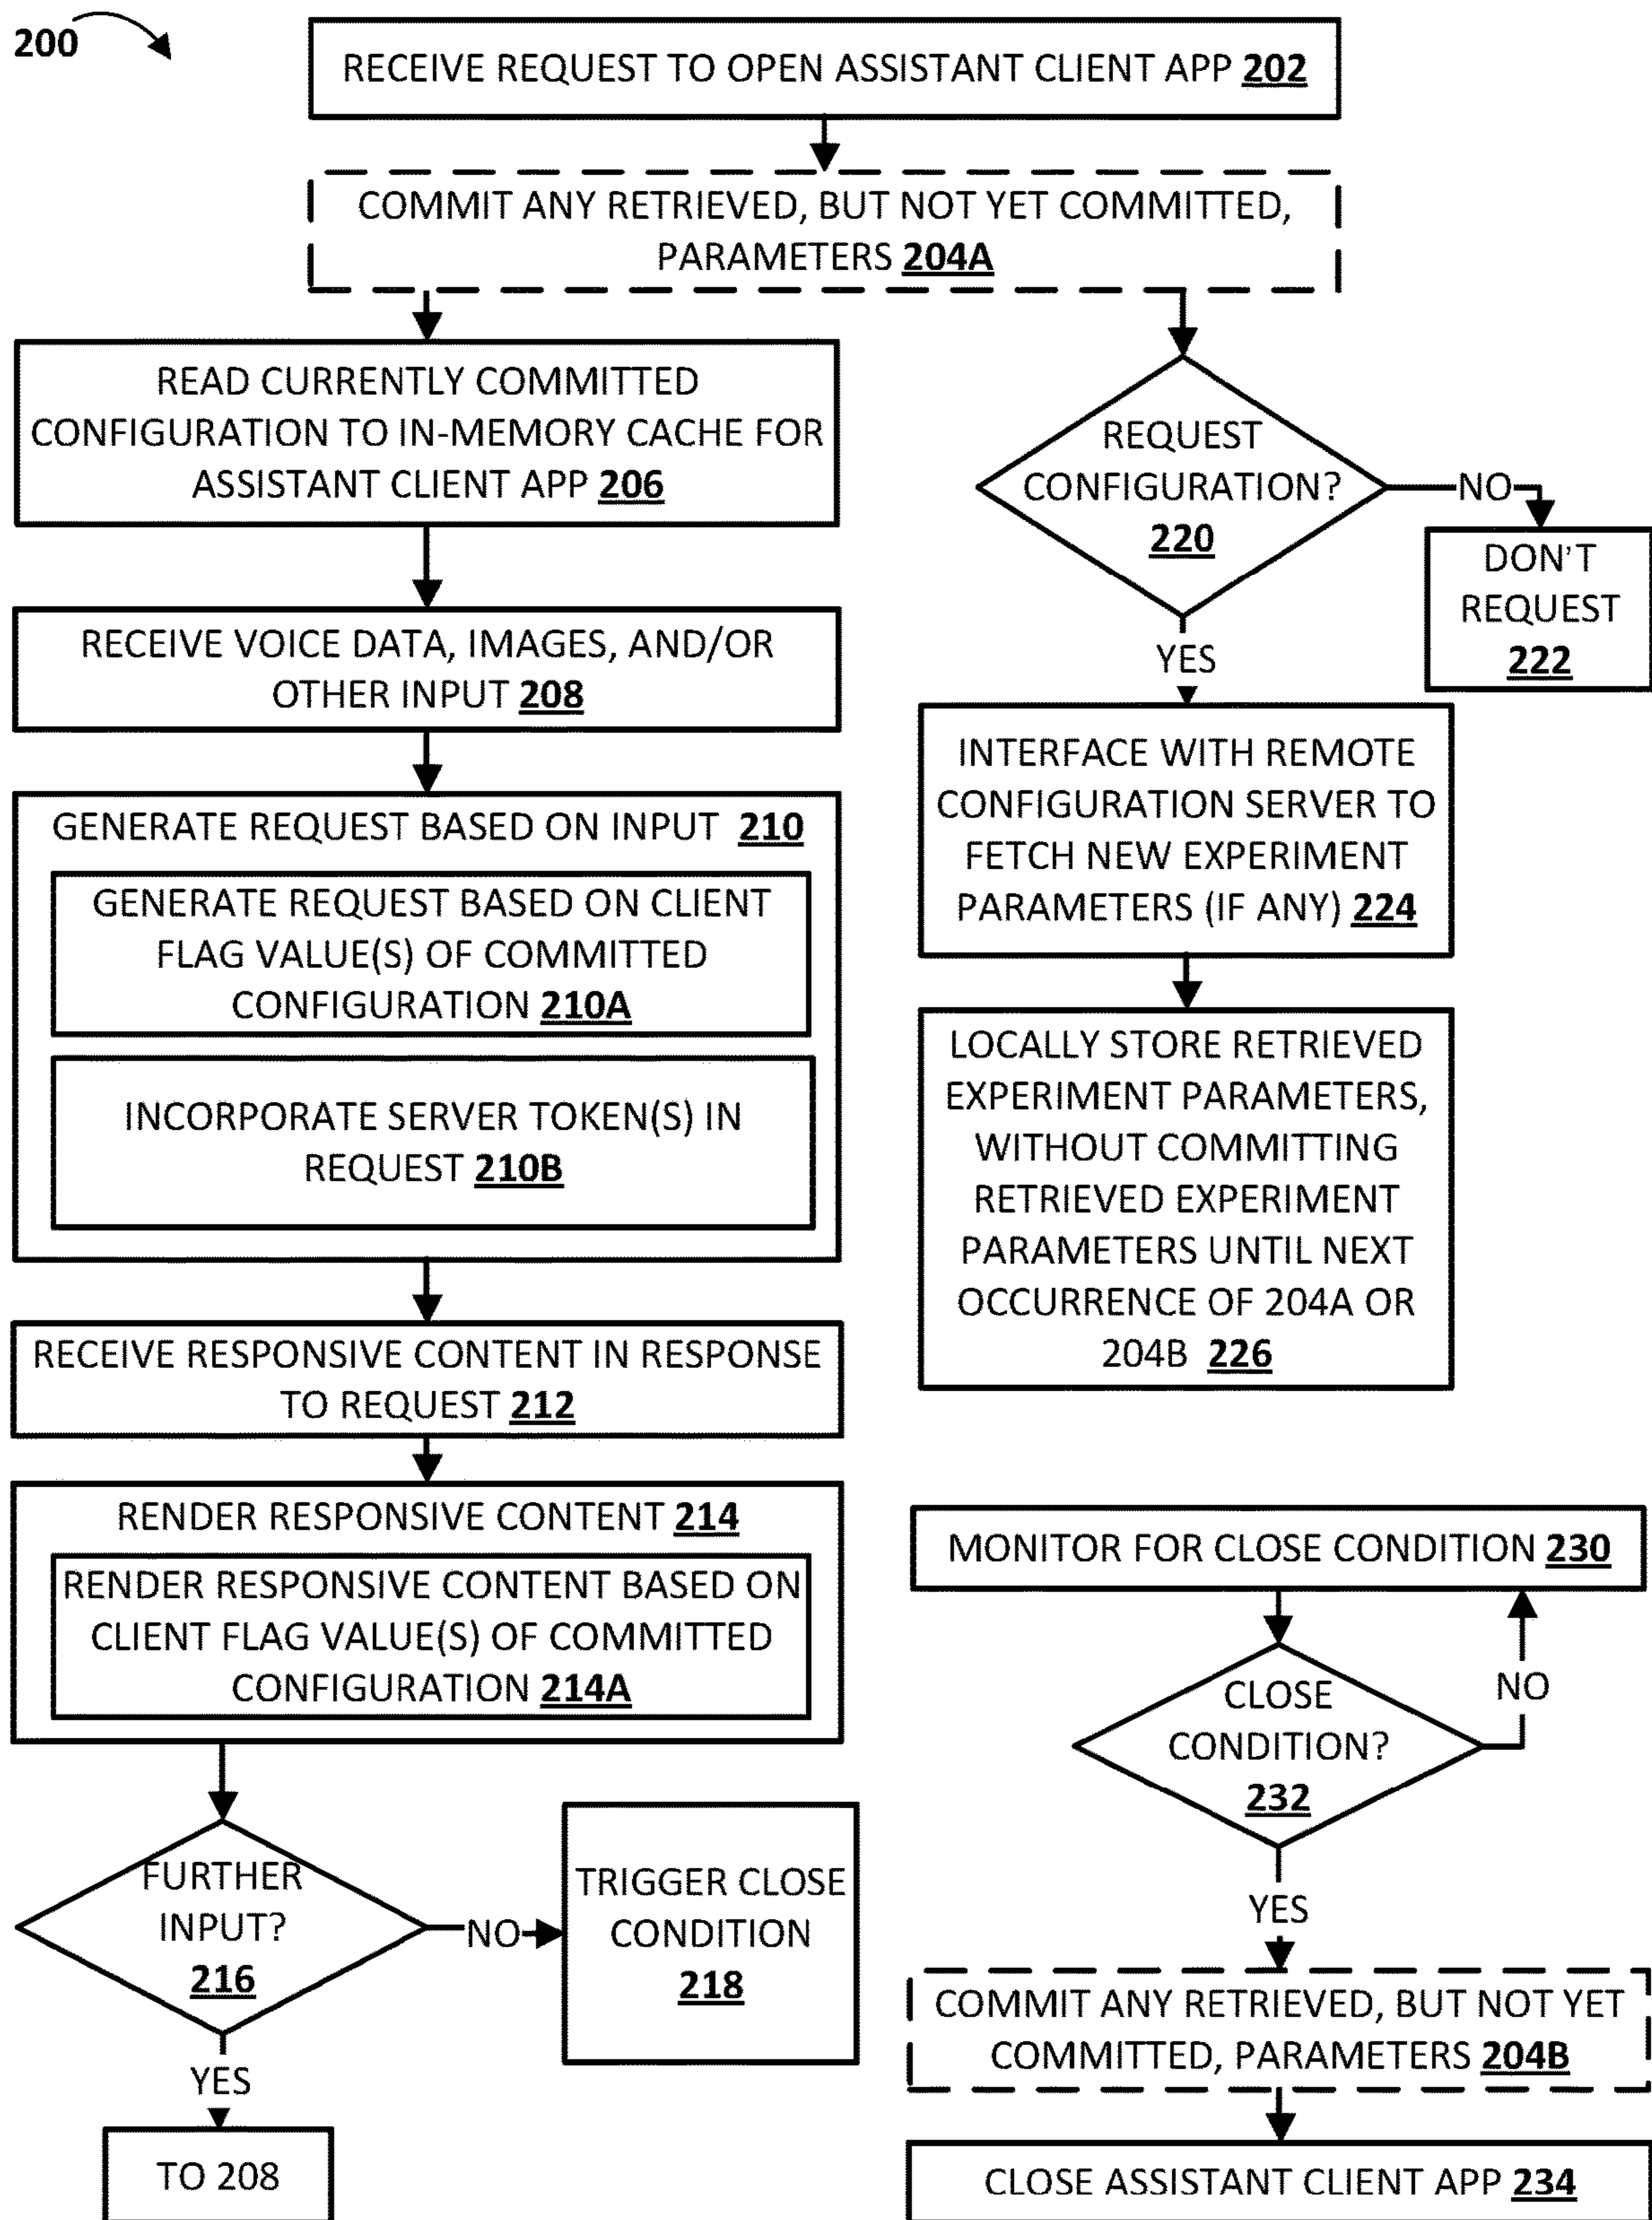 200
RECEIVE REQUEST TO OPEN ASSISTANT CLIENT APP 202
COMMIT ANY RETRIEVED, BUT NOT YET COMMITTED,
PARAMETERS 204A
READ CURRENTLY COMMITTED
CONFIGURATION TO IN-MEMORY CACHE FOR
ASSISTANT CLIENT APP 206
RECEIVE VOICE DATA, IMAGES, AND/OR
OTHER INPUT 208
GENERATE REQUEST BASED ON INPUT 210
GENERATE REQUEST BASED ON CLIENT
FLAG VALUE(S) OF COMMITTED
CONFIGURATION 210A
INCORPORATE SERVER TOKEN(S) IN
REQUEST 210B
RECEIVE RESPONSIVE CONTENT IN RESPONSE
TO REQUEST 212
RENDER RESPONSIVE CONTENT 214
RENDER RESPONSIVE CONTENT BASED ON
CLIENT FLAG VALUE(S) OF COMMITTED
CONFIGURATION 214A
FURTHER
INPUT?
216
NO
TRIGGER CLOSE
CONDITION
218
YES
TO 208
REQUEST
CONFIGURATION?
220
NO
DON'T
REQUEST
222
YES
INTERFACE WITH REMOTE
CONFIGURATION SERVER TO
FETCH NEW EXPERIMENT
PARAMETERS (IF ANY) 224
LOCALLY STORE RETRIEVED
EXPERIMENT PARAMETERS,
WITHOUT COMMITTING
RETRIEVED EXPERIMENT
PARAMETERS UNTIL NEXT
OCCURRENCE OF 204A OR
204B 226
MONITOR FOR CLOSE CONDITION 230
CLOSE
CONDITION?
232
NO
YES
COMMIT ANY RETRIEVED, BUT NOT YET
COMMITTED, PARAMETERS 204B
CLOSE ASSISTANT CLIENT APP 234